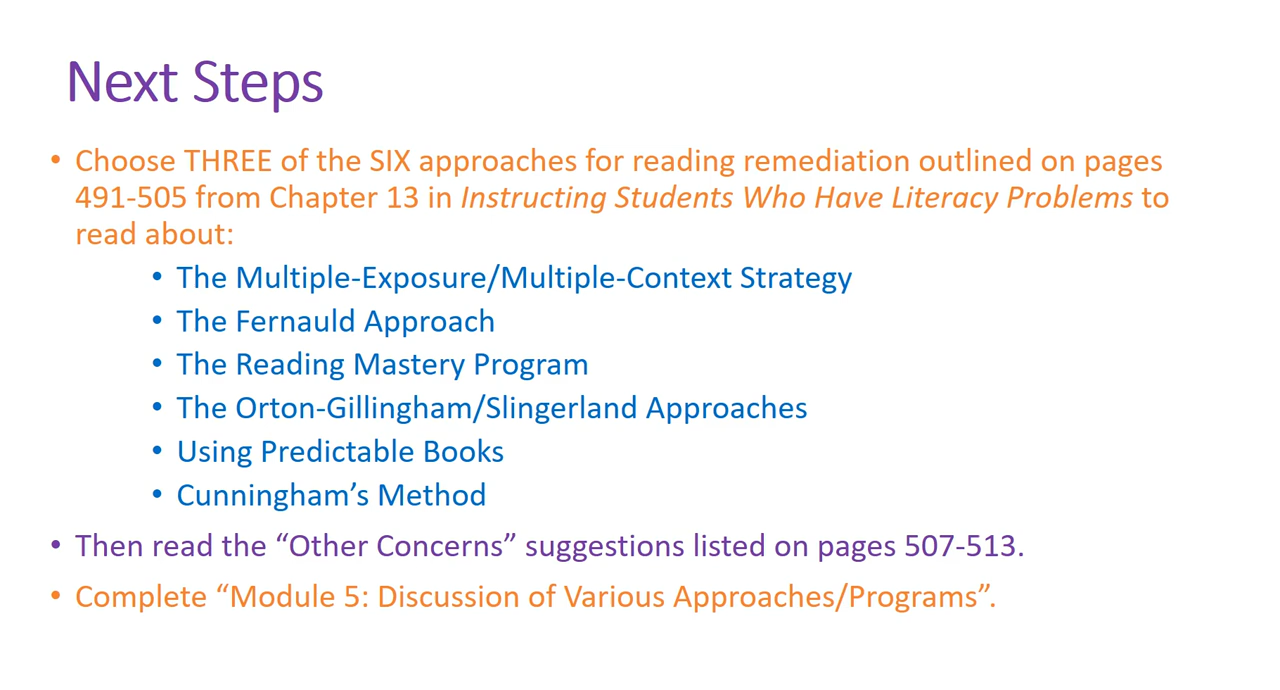 Next Steps
• Choose THREE of the SIX approaches for reading remediation outlined on pages
491-505 from Chapter 13 in Instructing Students Who Have Literacy Problems to
read about:
• The Multiple-Exposure/Multiple-Context Strategy
• The Fernauld Approach
• The Reading Mastery Program
• The Orton-Gillingham/Slingerland Approaches
• Using Predictable Books
• Cunningham’s Method
• Then read the “Other Concerns” suggestions listed on pages 507-513.
• Complete “Module 5: Discussion of Various Approaches/Programs”.